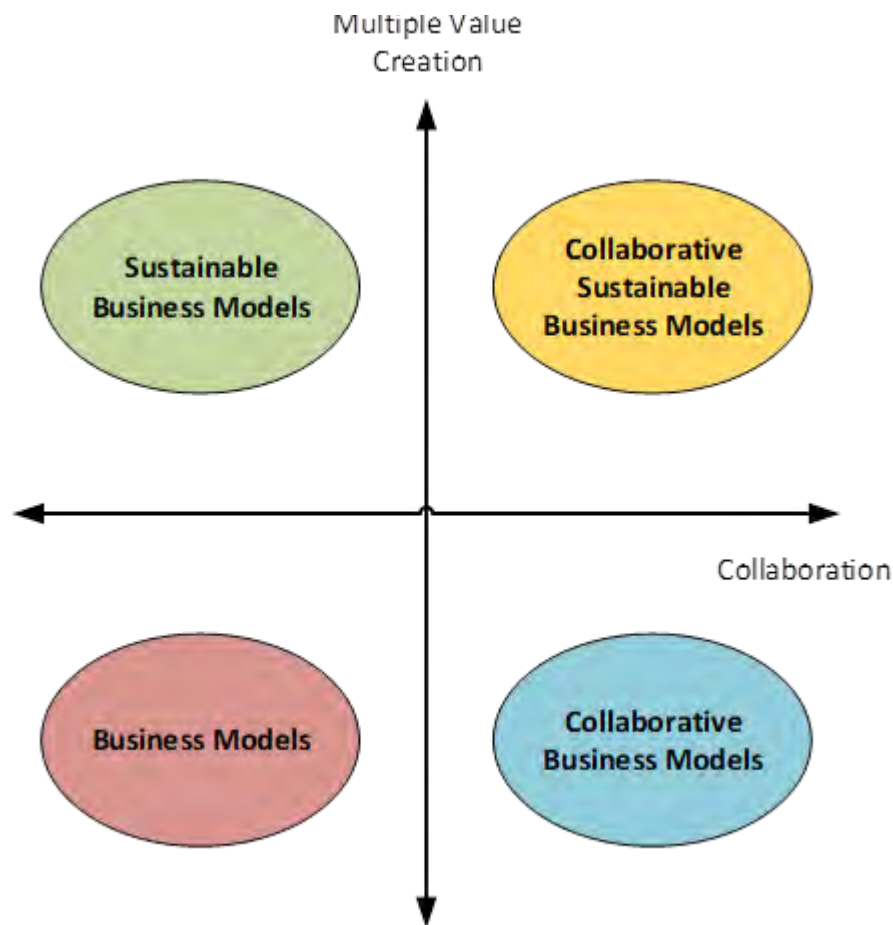 Multiple Value
Creation
Sustainable
Business Models
Collaborative
Sustainable
Business Models
Collaboration
Business Models
Collaborative
Business Models